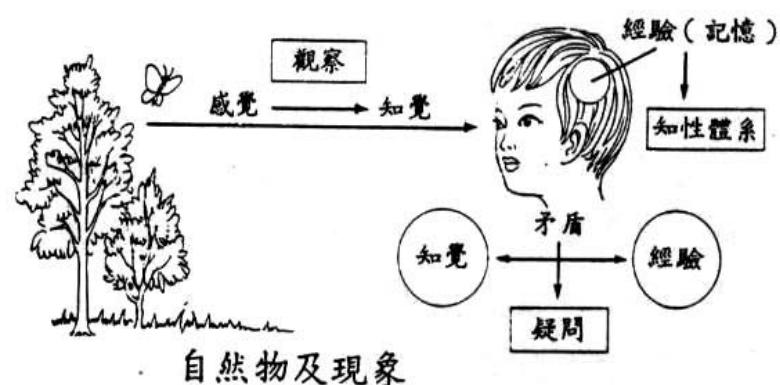 經驗（記憶）
觀察
感覺 知覺
知性體系
矛盾
知覺 經驗
疑問
自然物及現象